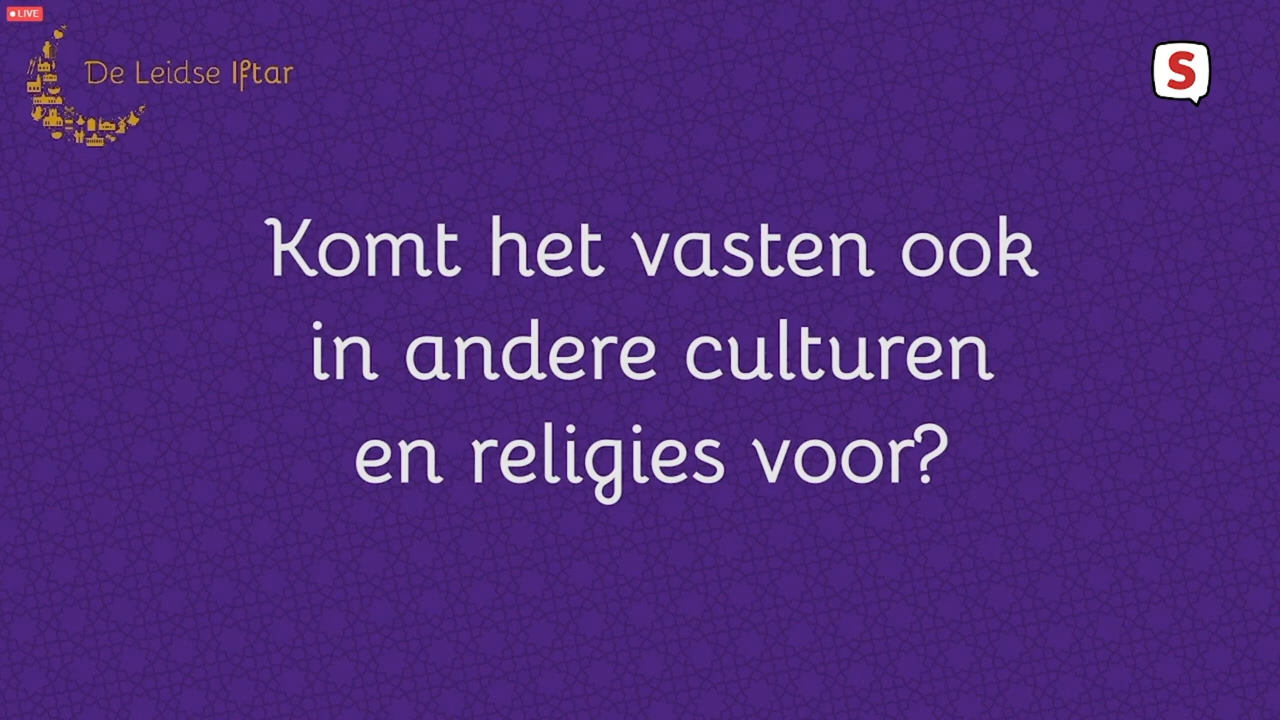 LIVE
De Leidse Iftar
S
Komt het vasten ook
in andere culturen
en religies voor?